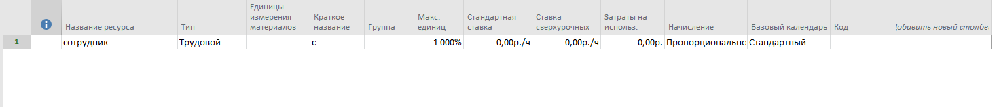 Название ресурса
Тип
Единицы
измерения
материалов
Краткое
название
Группа
Макс.
единиц
Стандартная
ставка
Ставка
сверхурочных
Затраты на
использ.
Начисление
Базовый календарь
Код
Добавить новый столбе
1 сотрудник Трудовой с 1 000% 0,00р./ч 0,00р./ч 0,00р. Пропорциональнс Стандартный